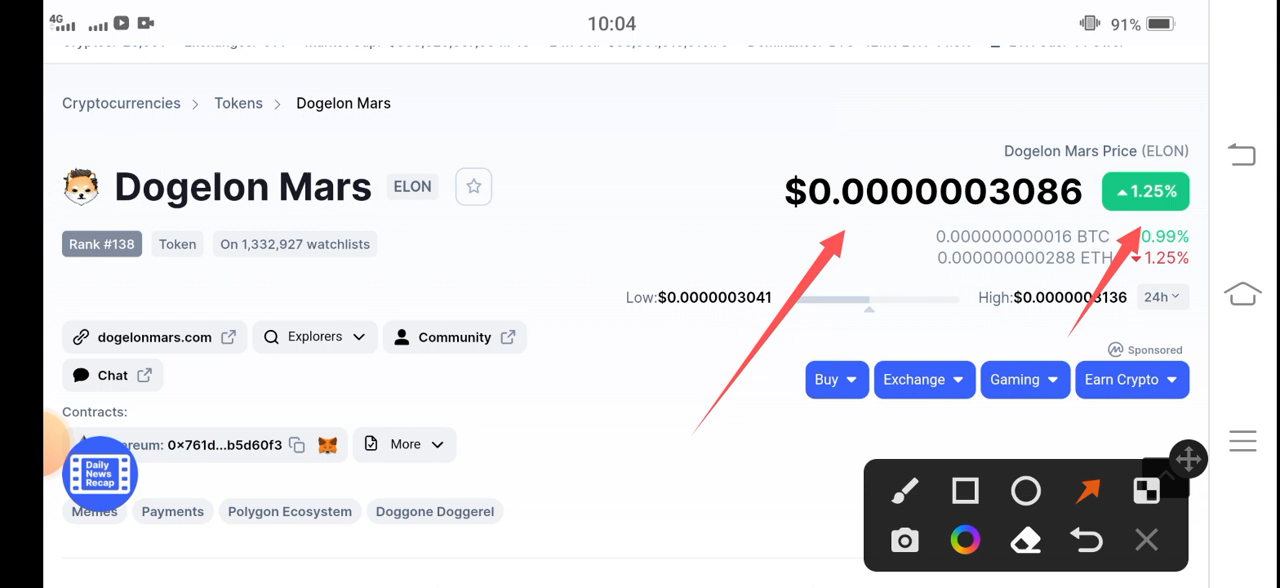 4G
10:04
91%
Cryptocurrencies > Tokens > Dogelon Mars
Dogelon Mars Price (ELON)
Dogelon Mars ELON
$0.0000003086 1.25%
Rank #138 Token On 1,332,927 watchlists
0.000000000016 BTC 0.99%
0.000000000288 ETH 1.25%
Low:$0.0000003041 High:$0.0000003136 24h
dogelonmars.com Explorers Community
Sponsored
Chat
Buy Exchange Gaming Earn Crypto
Contracts:
0x761d...b5d60f3 More
Daily
News
Recap
Memes Payments Polygon Ecosystem Doggone Doggerel